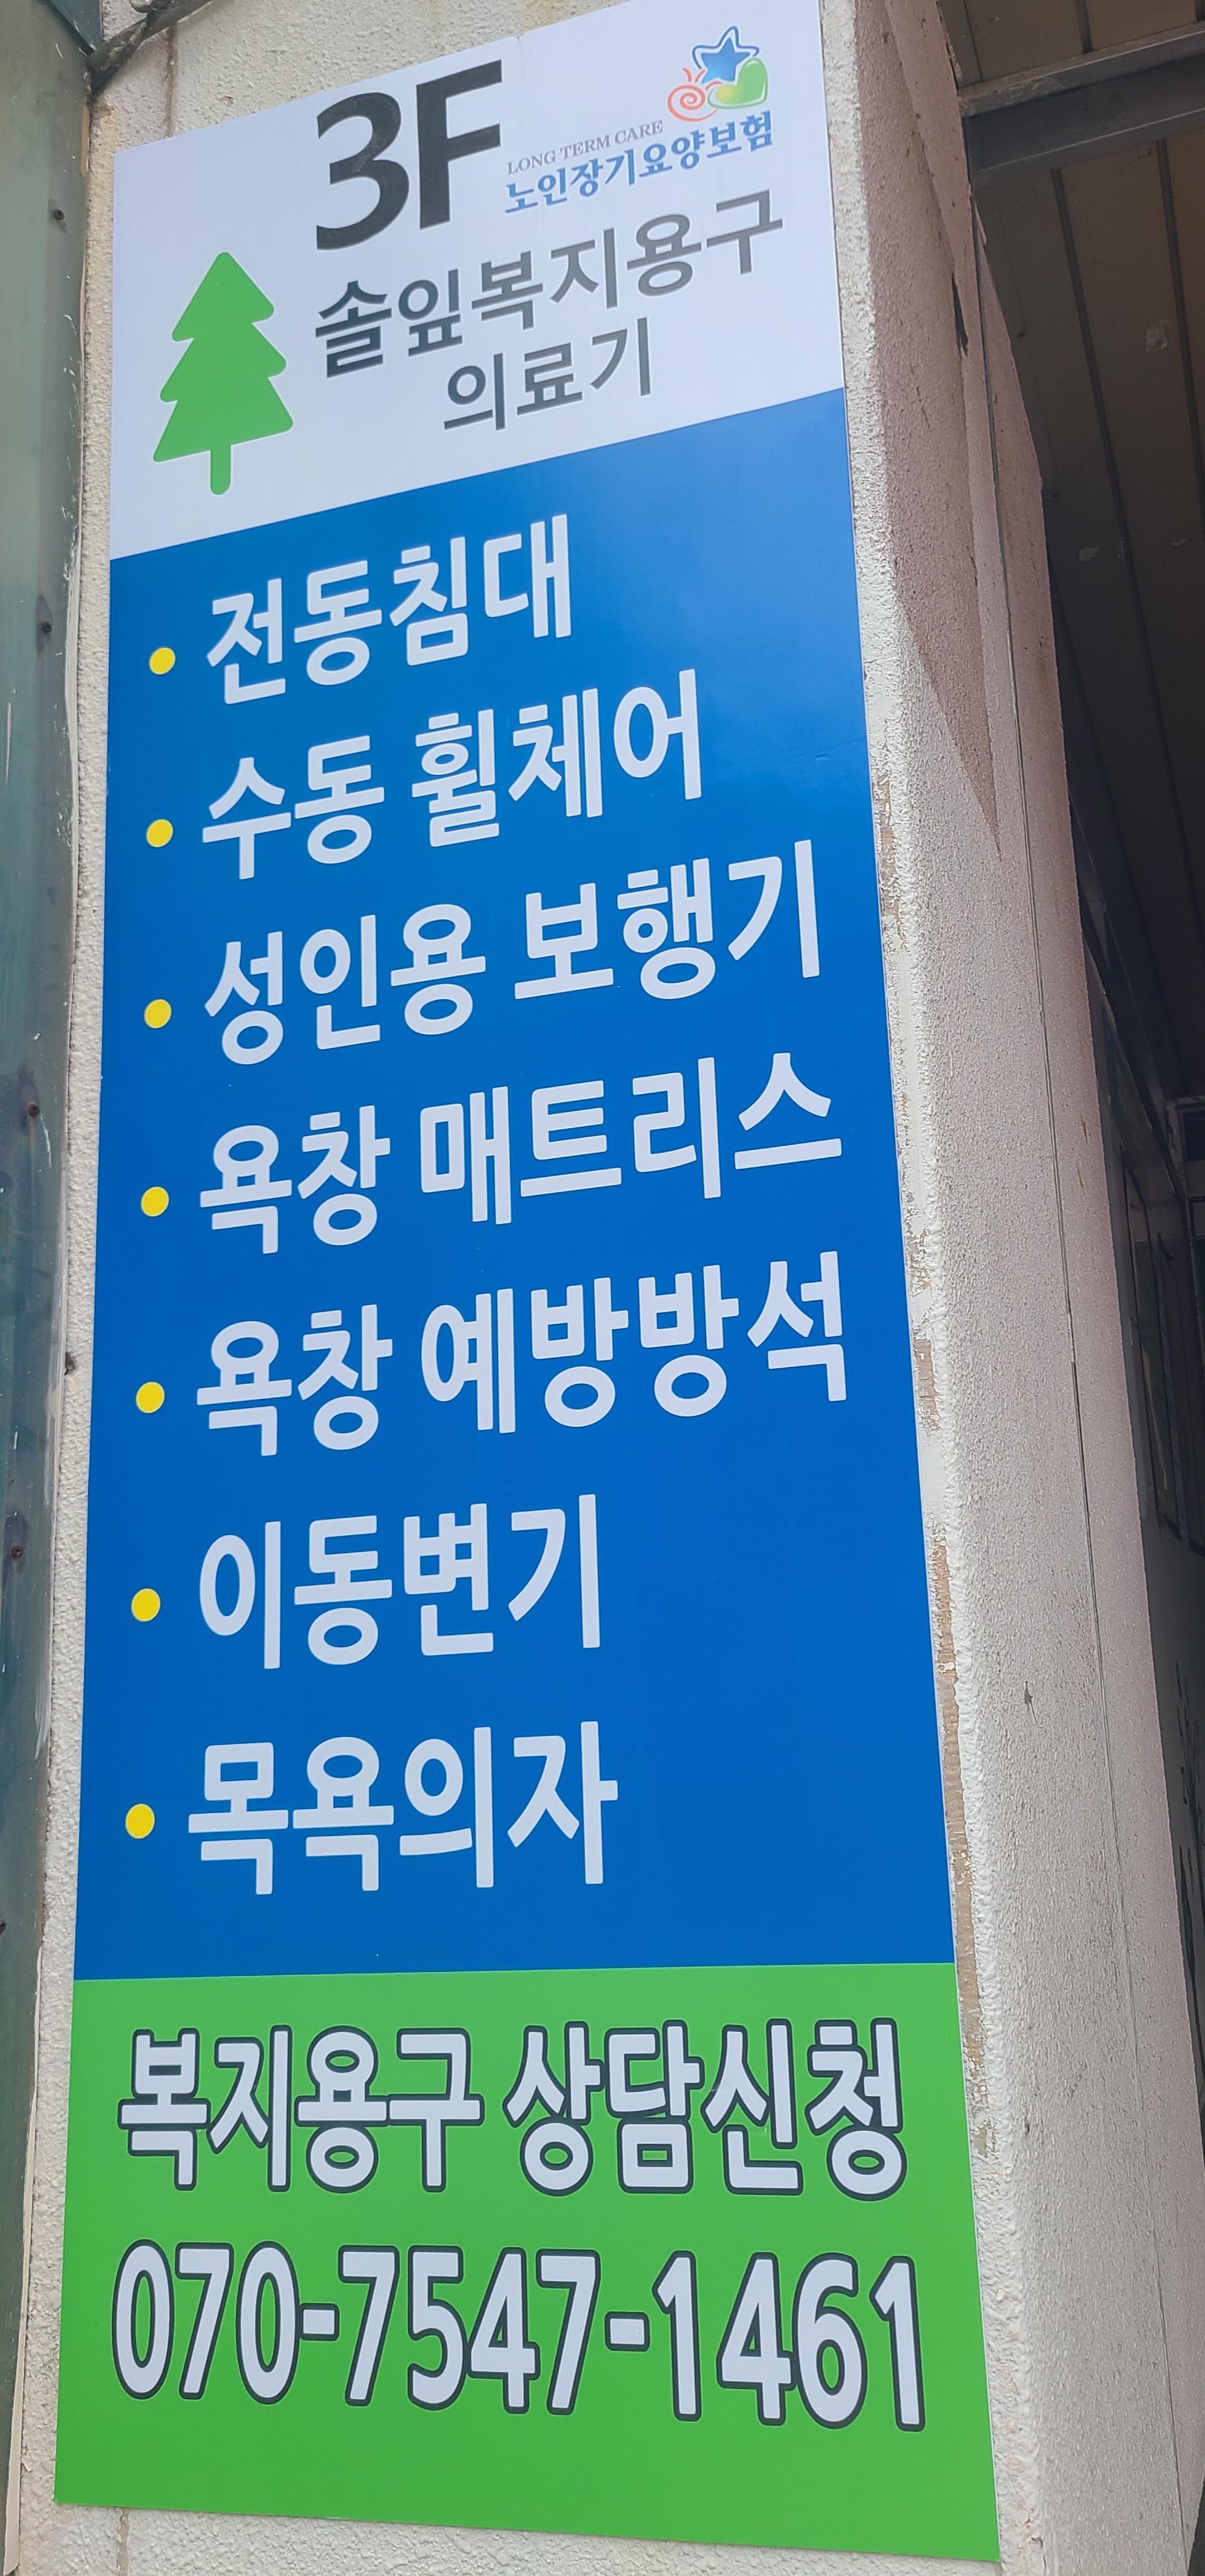 3F
LONG TERM CARE
노인장기요양보험
솔잎복지용구
의료기
• 전동침대
• 수동 휠체어
• 성인용 보행기
• 욕창 매트리스
• 욕창 예방방석
• 이동변기
• 목욕의자
복지용구 상담신청
070-7547-1461